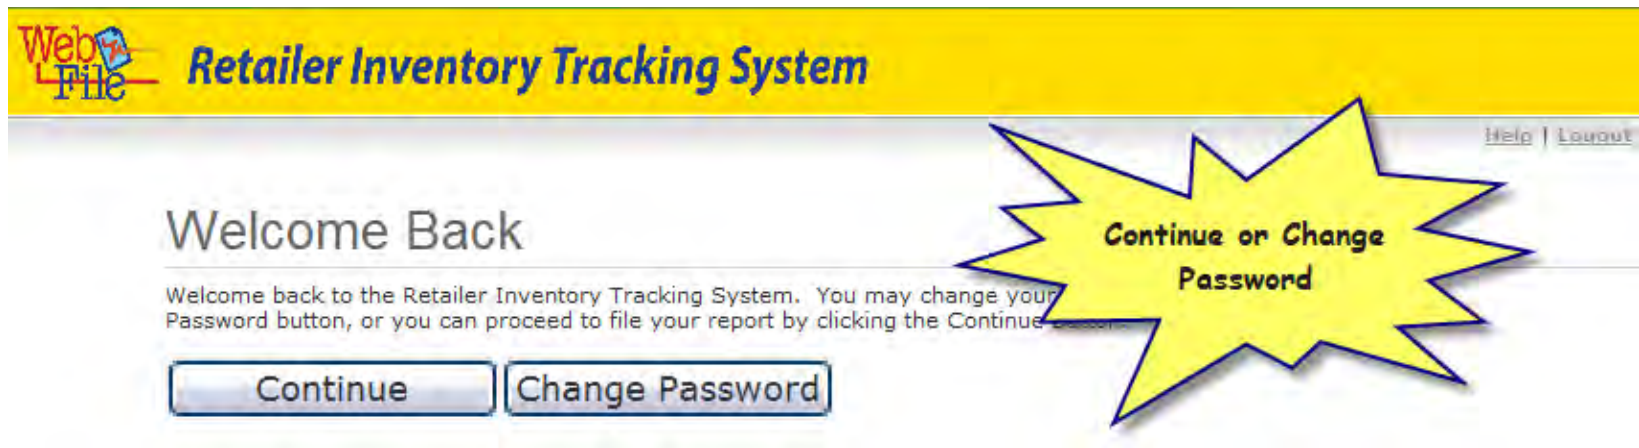 Web
File
Retailer Inventory Tracking System
Help | Logout
Welcome Back
Continue or Change
Password
Welcome back to the Retailer Inventory Tracking System. You may change your
Password button, or you can proceed to file your report by clicking the Continue
Continue
Change Password